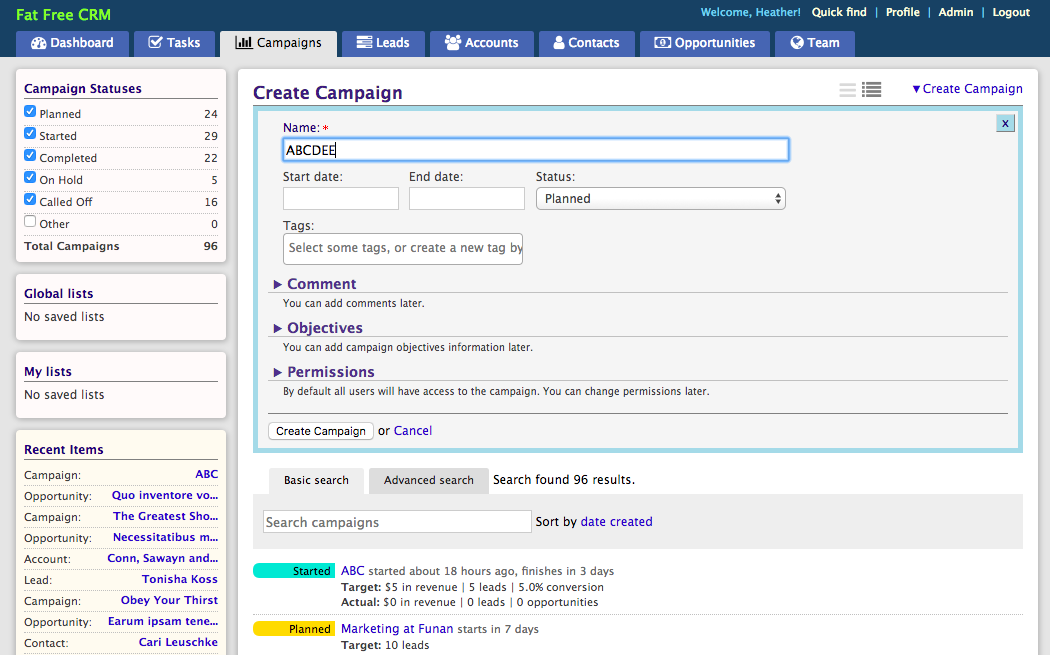 Fat Free CRM
Welcome, Heather! Quick find | Profile | Admin | Logout
Dashboard Tasks Campaigns Leads Accounts Contacts Opportunities Team
Campaign Statuses
Planned 24
Started 29
Completed 22
On Hold 5
Called Off 16
Other 0
Total Campaigns 96
Global lists
No saved lists
My lists
No saved lists
Recent Items
Campaign: ABC
Opportunity: Quo inventore vo...
Campaign: The Greatest Sho...
Opportunity: Necessitatibus m...
Account: Conn, Sawayn and...
Lead: Tonisha Koss
Campaign: Obey Your Thirst
Opportunity: Earum ipsam tene...
Contact: Cari Leuschke
Create Campaign
▼Create Campaign
x
Name: *
ABCDEE
Start date: End date: Status:
Planned
Tags:
Select some tags, or create a new tag by
▶ Comment
You can add comments later.
▶ Objectives
You can add campaign objectives information later.
▶ Permissions
By default all users will have access to the campaign. You can change permissions later.
Create Campaign or Cancel
Basic search Advanced search Search found 96 results.
Search campaigns Sort by date created
Started ABC started about 18 hours ago, finishes in 3 days
Target: $5 in revenue | 5 leads | 5.0% conversion
Actual: $0 in revenue | 0 leads | 0 opportunities
Planned Marketing at Funan starts in 7 days
Target: 10 leads